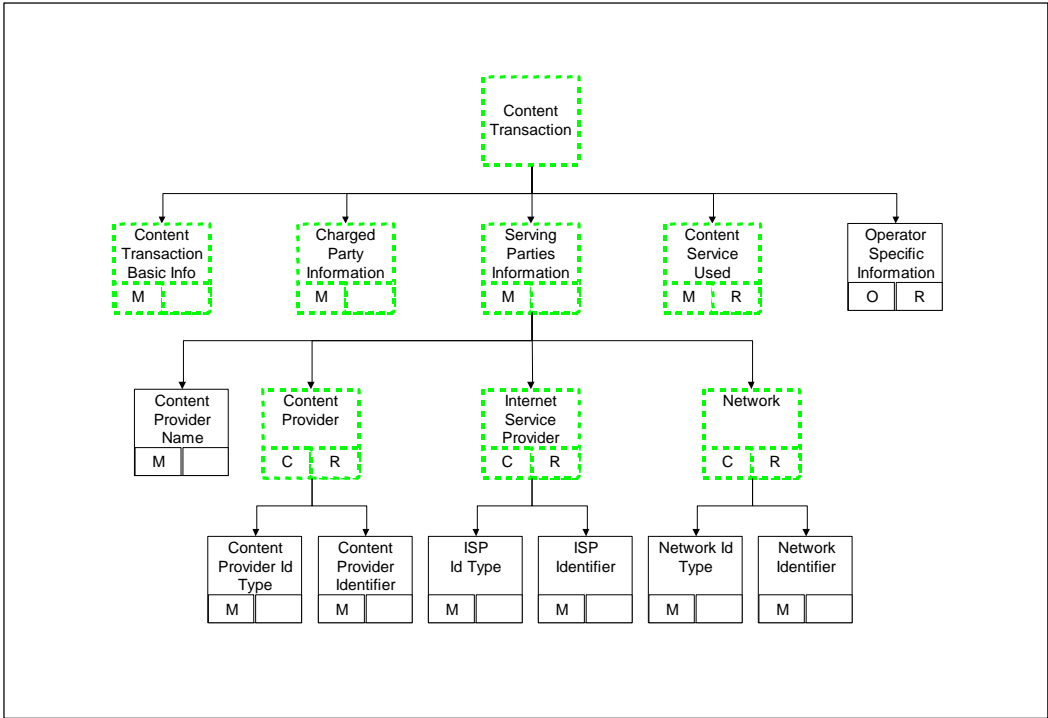 Content
Transaction
Content
Transaction
Basic Info
M
Charged
Party
Information
M
Serving
Parties
Information
M
Content
Service
Used
M R
Operator
Specific
Information
O R
Content
Provider
Name
M
Content
Provider
C R
Internet
Service
Provider
C R
Network
C R
Content
Provider Id
Type
M
Content
Provider
Identifier
M
ISP
Id Type
M
ISP
Identifier
M
Network Id
Type
M
Network
Identifier
M